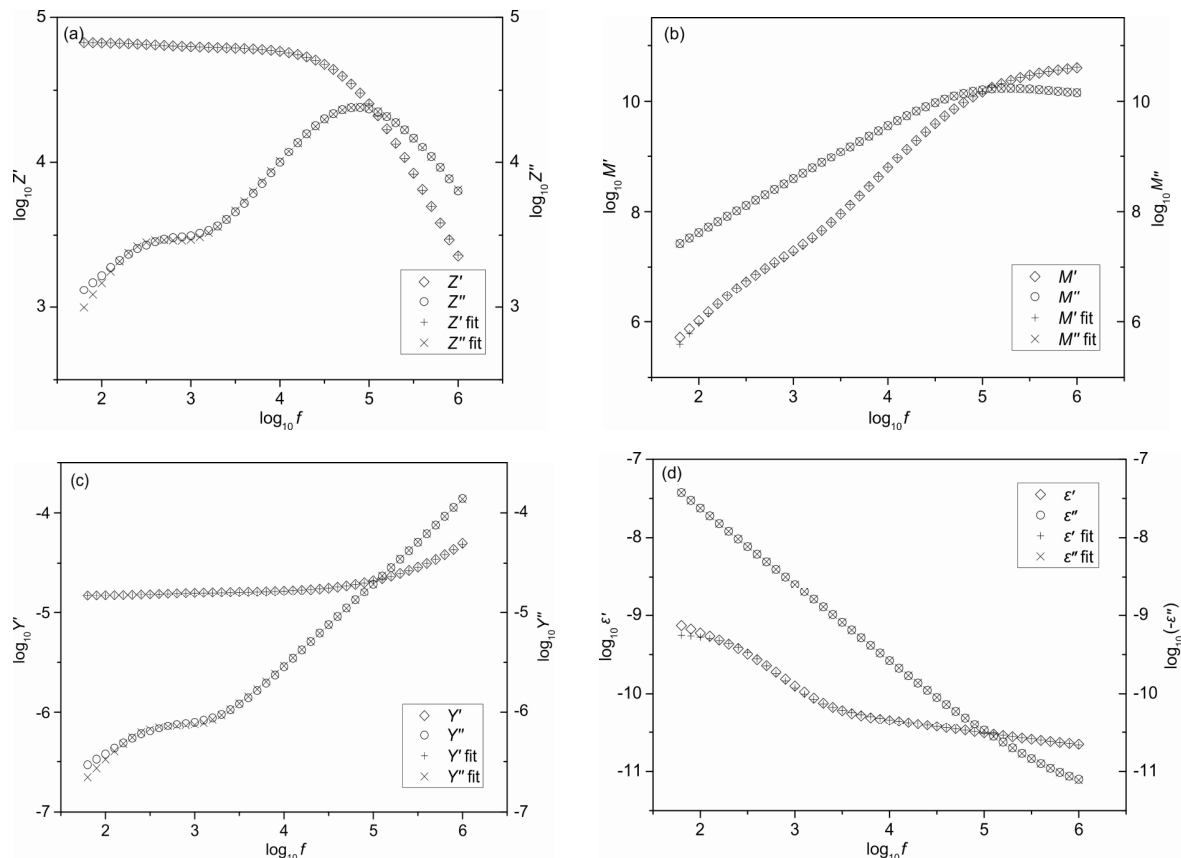 (a)
5
4
3
5
4
3
log₁₀ Z′
log₁₀ Z″
Z′
Z″
Z′ fit
Z″ fit
2 3 4 5 6
log₁₀ f
(b)
10
8
6
10
8
6
log₁₀ M′
log₁₀ M″
M′
M″
M′ fit
M″ fit
2 3 4 5 6
log₁₀ f
(c)
-4
-5
-6
-7
-4
-5
-6
-7
log₁₀ Y′
log₁₀ Y″
Y′
Y″
Y′ fit
Y″ fit
2 3 4 5 6
log₁₀ f
(d)
-7
-8
-9
-10
-11
-7
-8
-9
-10
-11
log₁₀ ε′
log₁₀(-ε″)
ε′
ε″
ε′ fit
ε″ fit
2 3 4 5 6
log₁₀ f